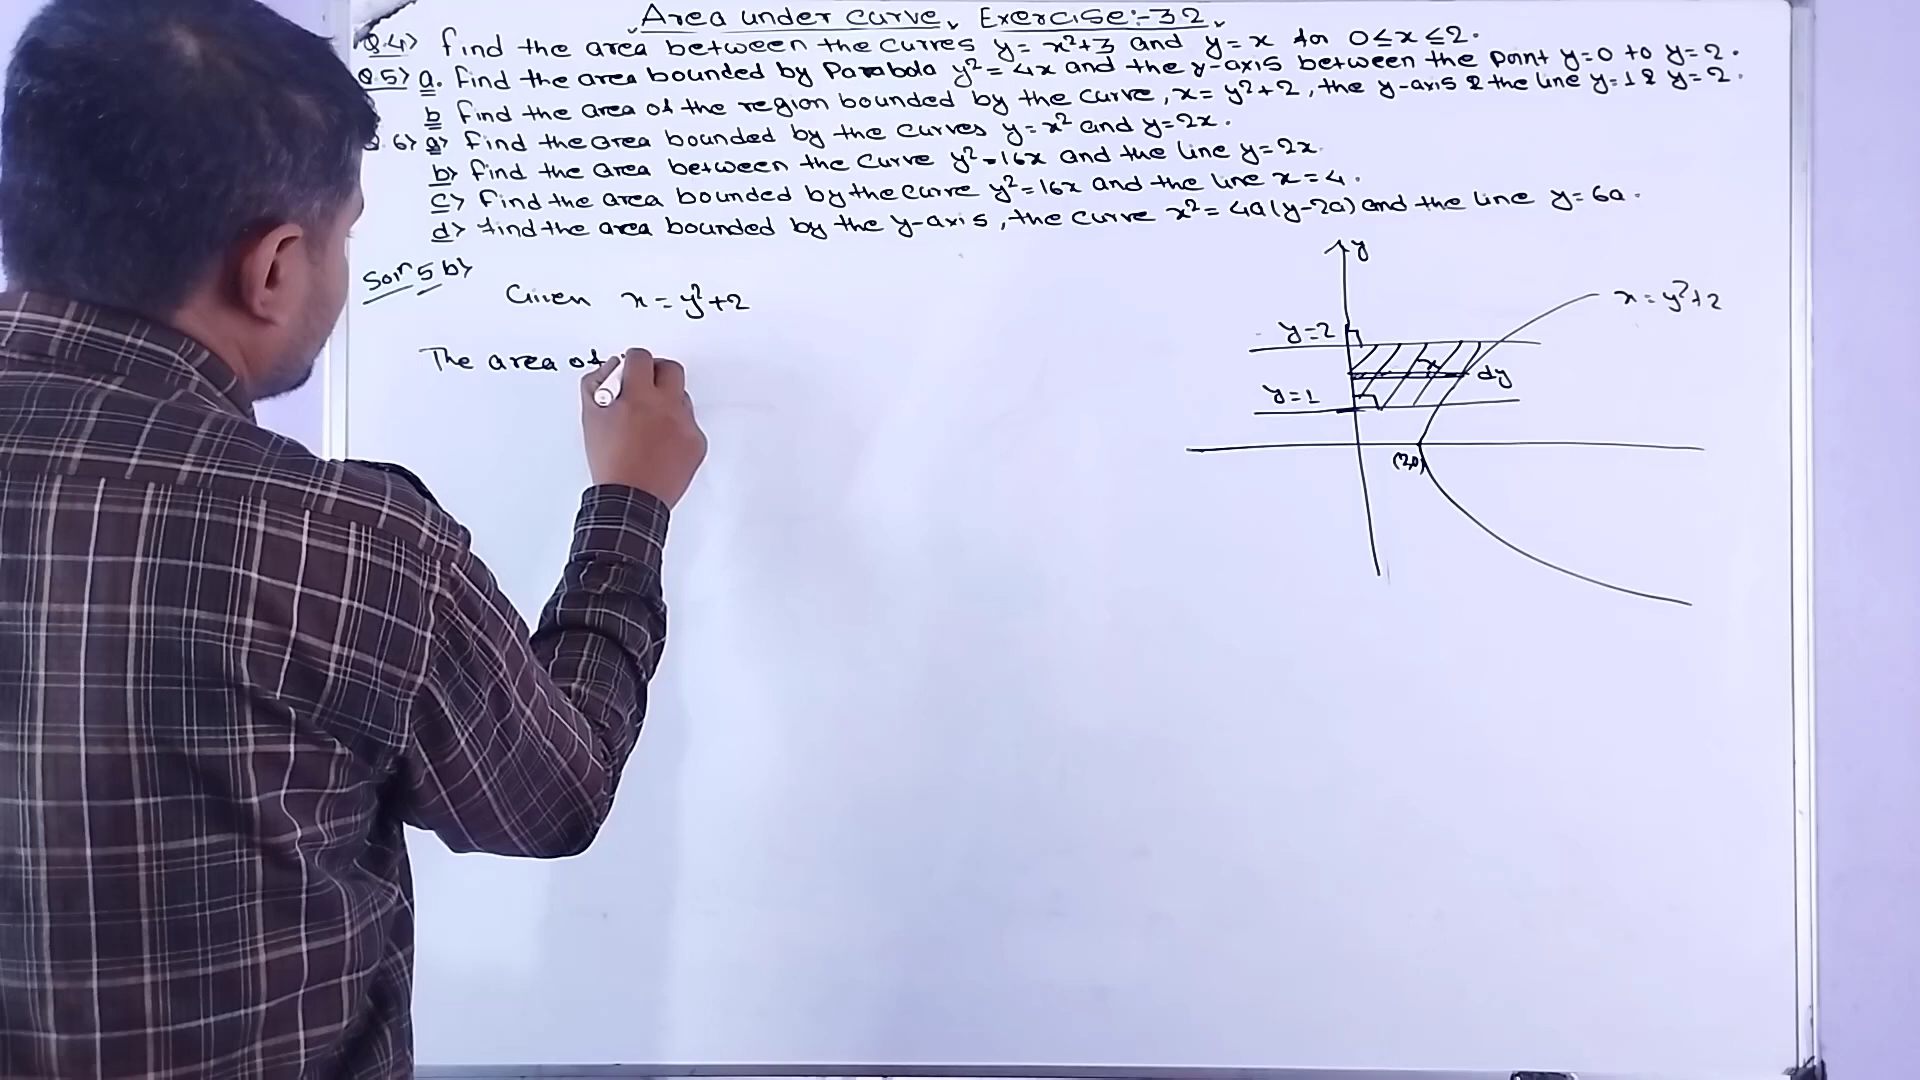 Area under curve, Exercise:-32,
Q.4> find the area between the curves y = x²+3 and y = x for 0≤x≤2.
Q.5> a. Find the area bounded by Parabola y² = 4x and the y-axis between the point y=0 to y=2.
b Find the area of the region bounded by the curve, x = y²+2, the y-axis & the line y=1 & y=2.
6> a> Find the area bounded by the curves y = x² and y=2x.
b> Find the area between the curve y² = 16x and the line y=2x.
c> Find the area bounded by the curve y² = 16x and the line x=4.
d> find the area bounded by the y-axis, the curve x² = 4a(y-2a) and the line y=6a.
Solⁿ 5 b>
Given x = y²+2
The area of
y
x = y²+2
y=2
x
dy
y=1
(2,0)